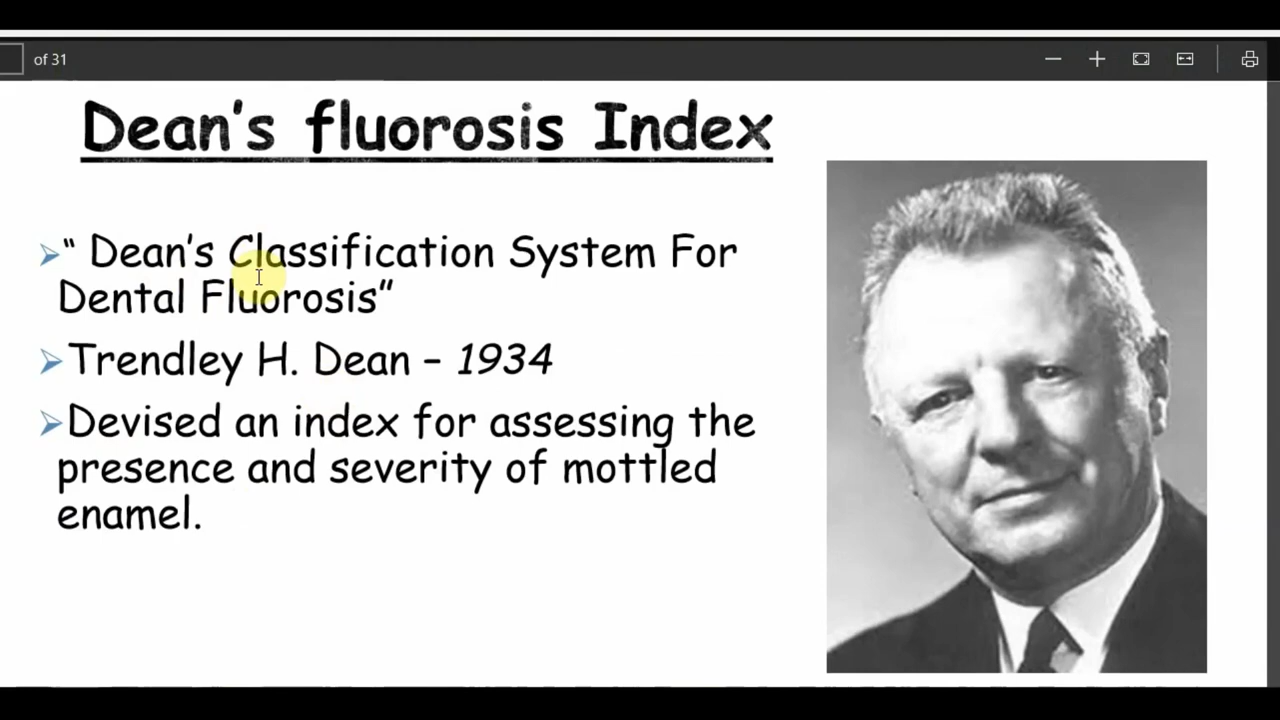 of 31
Dean's fluorosis Index
" Dean's Classification System For
Dental Fluorosis”
Trendley H. Dean – 1934
Devised an index for assessing the
presence and severity of mottled
enamel.